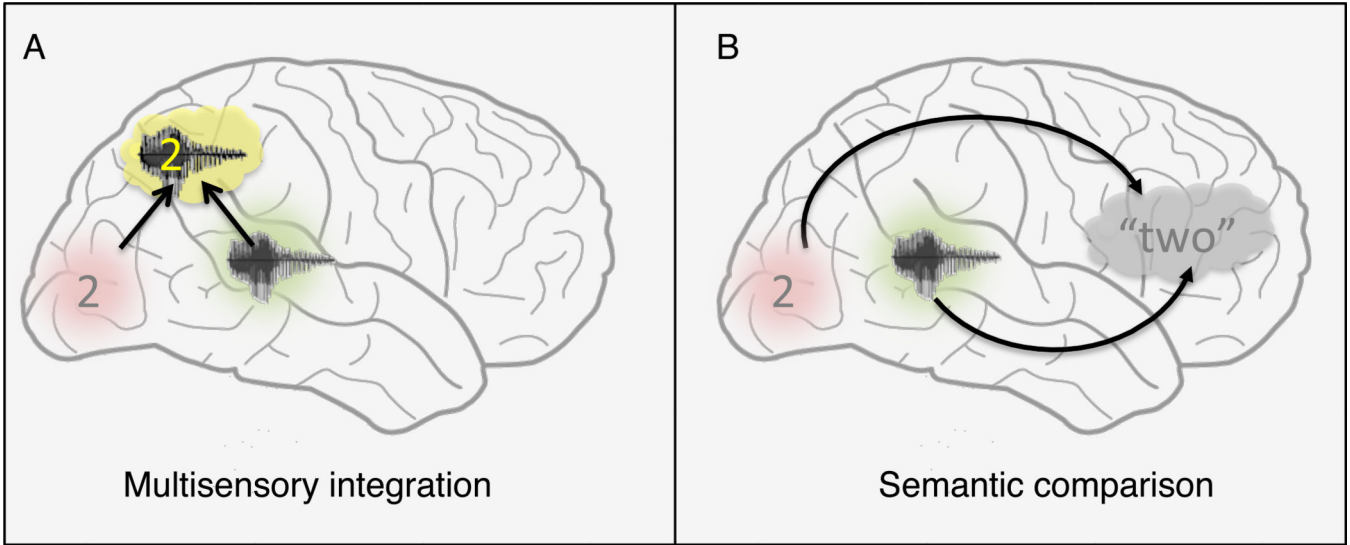 A
2
2
Multisensory integration
B
2
“two”
Semantic comparison